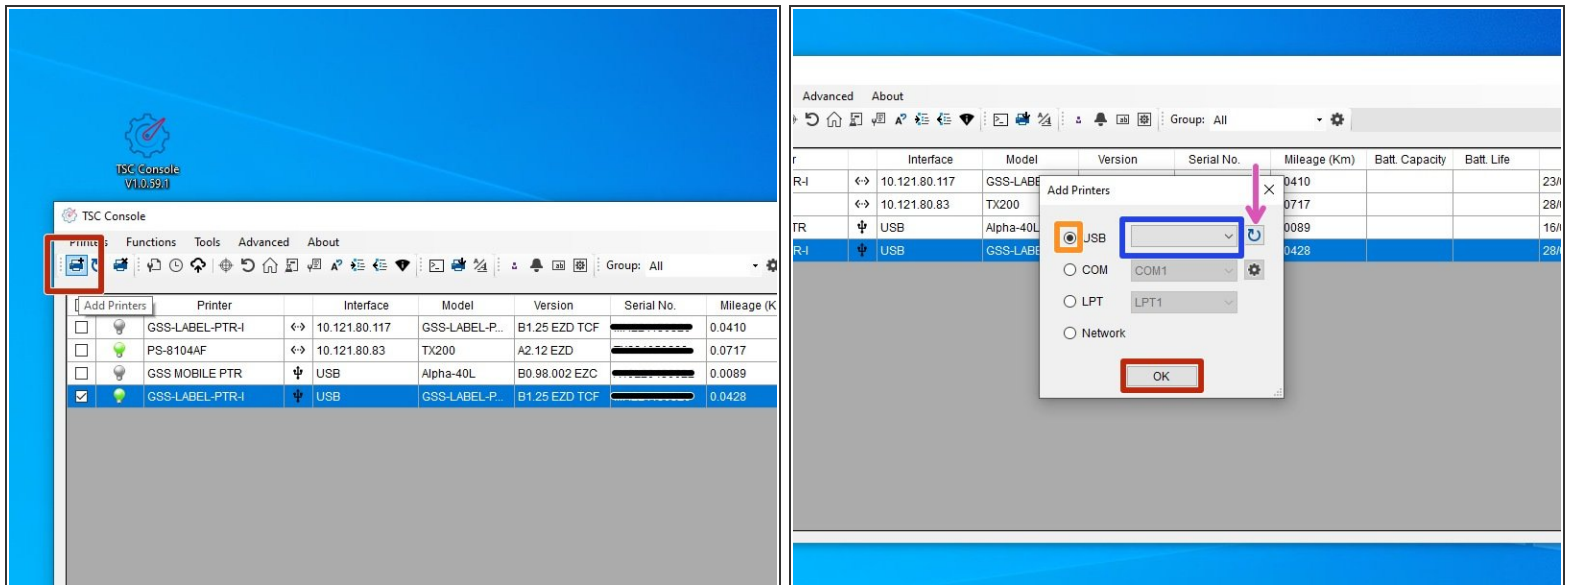 TSC Console
V1.0.59.1
TSC Console
Printers Functions Tools Advanced About
Group: All
Add Printers
Printer Interface Model Version Serial No. Mileage (K
GSS-LABEL-PTR-I 10.121.80.117 GSS-LABEL-P... B1.25 EZD TCF 0.0410
PS-8104AF 10.121.80.83 TX200 A2.12 EZD 0.0717
GSS MOBILE PTR USB Alpha-40L B0.98.002 EZC 0.0089
GSS-LABEL-PTR-I USB GSS-LABEL-P... B1.25 EZD TCF 0.0428
Advanced About
Group: All
r Interface Model Version Serial No. Mileage (Km) Batt. Capacity Batt. Life
R-I 10.121.80.117 GSS-LABE 0410 23/
10.121.80.83 TX200 0717 28/
TR USB Alpha-40L 0089 16/
R-I USB GSS-LABE 0428 28/
Add Printers
USB
COM COM1
LPT LPT1
Network
OK